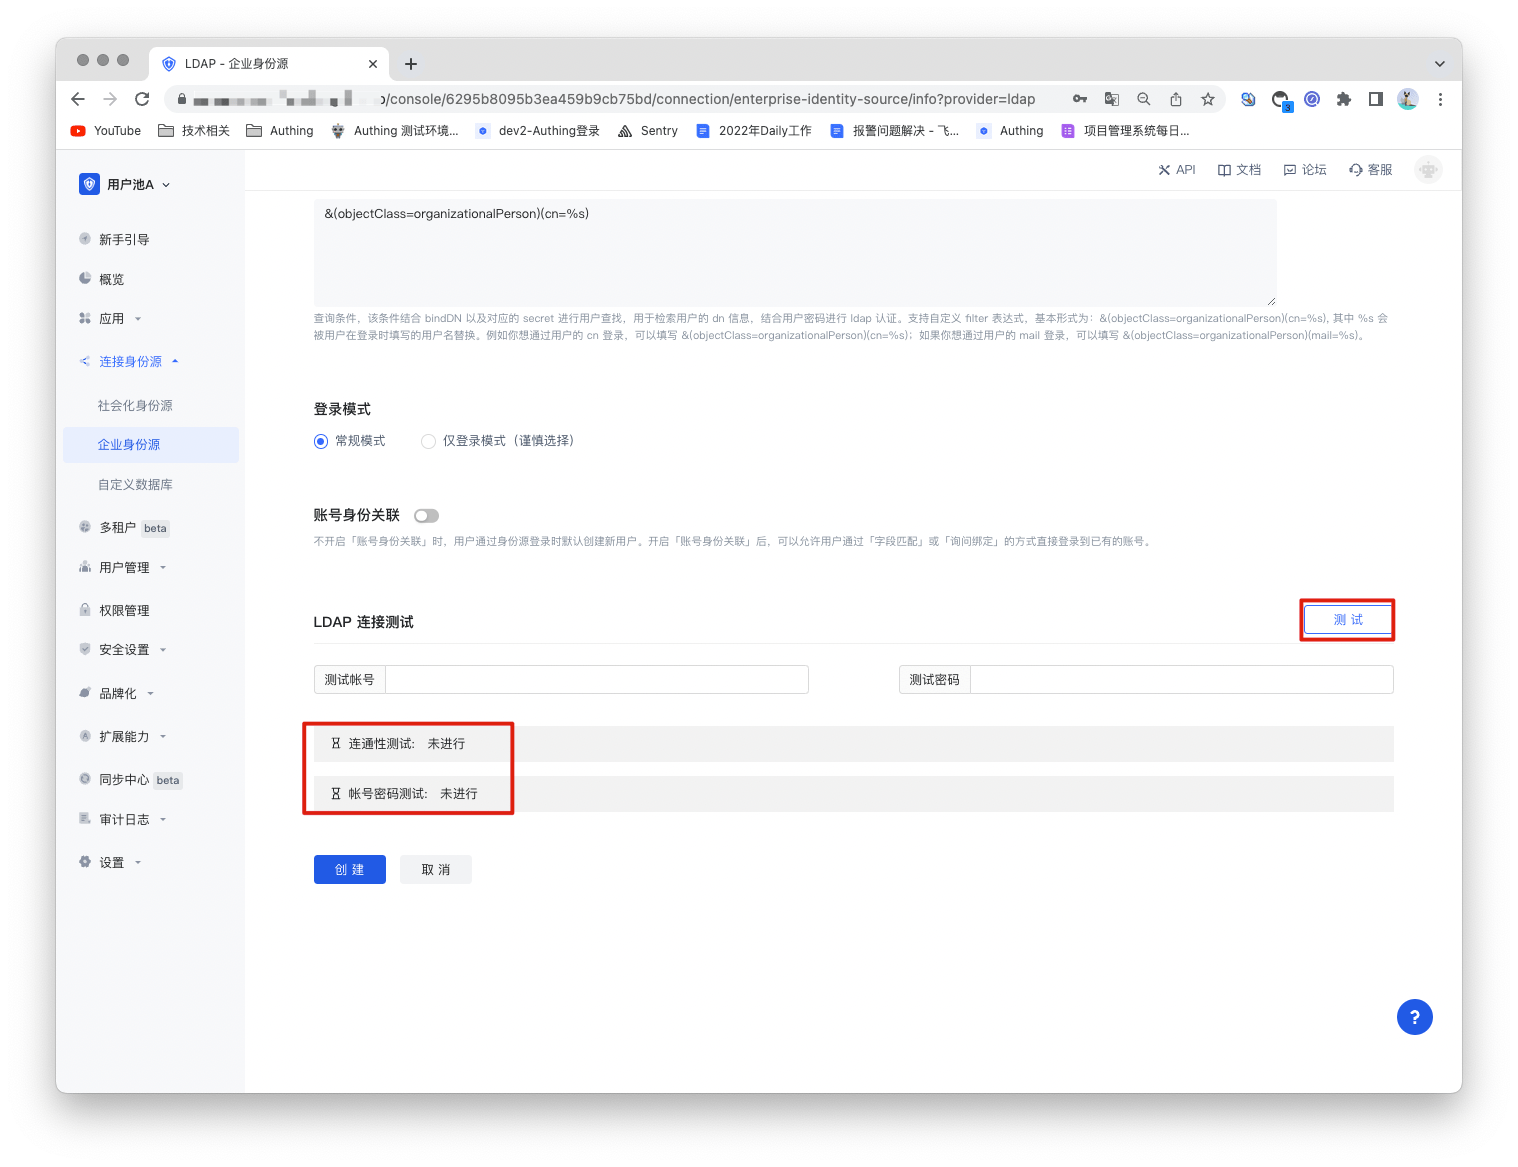 LDAP - 企业身份源
/console/6295b8095b3ea459b9cb75bd/connection/enterprise-identity-source/info?provider=ldap
3
YouTube 技术相关 Authing Authing 测试环境... dev2-Authing登录 Sentry 2022年Daily工作 报警问题解决 - 飞... Authing 项目管理系统每日...
用户池A
API 文档 论坛 客服
新手引导
概览
应用
连接身份源
社会化身份源
企业身份源
自定义数据库
多租户 beta
用户管理
权限管理
安全设置
品牌化
扩展能力
同步中心 beta
审计日志
设置
&(objectClass=organizationalPerson)(cn=%s)
查询条件，该条件结合 bindDN 以及对应的 secret 进行用户查找，用于检索用户的 dn 信息，结合用户密码进行 ldap 认证。支持自定义 filter 表达式，基本形式为：&(objectClass=organizationalPerson)(cn=%s), 其中 %s 会
被用户在登录时填写的用户名替换。例如你想通过用户的 cn 登录，可以填写 &(objectClass=organizationalPerson)(cn=%s)；如果你想通过用户的 mail 登录，可以填写 &(objectClass=organizationalPerson)(mail=%s)。
登录模式
常规模式 仅登录模式（谨慎选择）
账号身份关联
不开启「账号身份关联」时，用户通过身份源登录时默认创建新用户。开启「账号身份关联」后，可以允许用户通过「字段匹配」或「询问绑定」的方式直接登录到已有的账号。
LDAP 连接测试 测 试
测试帐号 测试密码
连通性测试： 未进行
帐号密码测试： 未进行
创 建 取 消
?